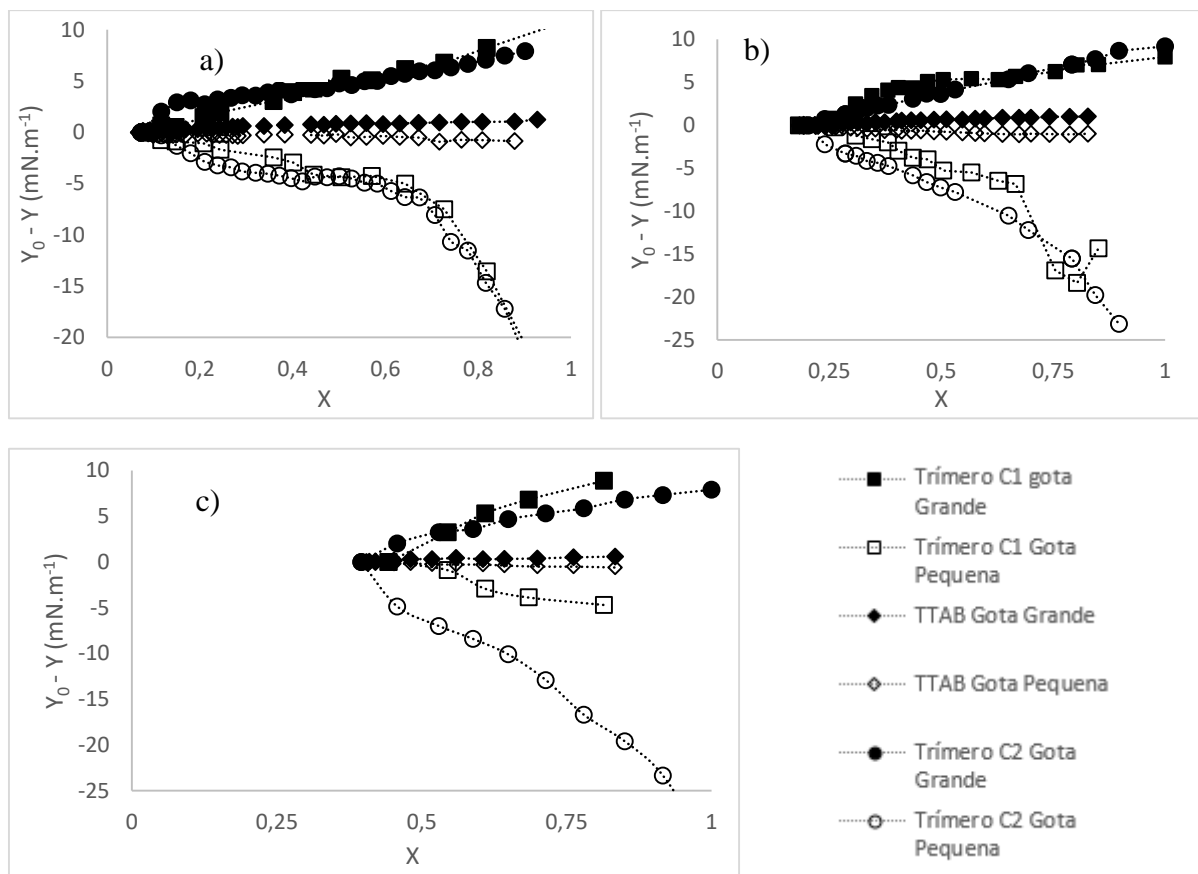 a)
Y0 - Y (mN.m-1)
10
5
0
-5
-10
-15
-20
0
0,2
0,4
0,6
0,8
1
X
b)
Y0 - Y (mN.m-1)
10
5
0
-5
-10
-15
-20
-25
0
0,25
0,5
0,75
1
X
c)
Y0 - Y (mN.m-1)
10
5
0
-5
-10
-15
-20
-25
0
0,25
0,5
0,75
1
X
Trímero C1 gota
Grande
Trímero C1 Gota
Pequena
TTAB Gota Grande
TTAB Gota Pequena
Trímero C2 Gota
Grande
Trímero C2 Gota
Pequena